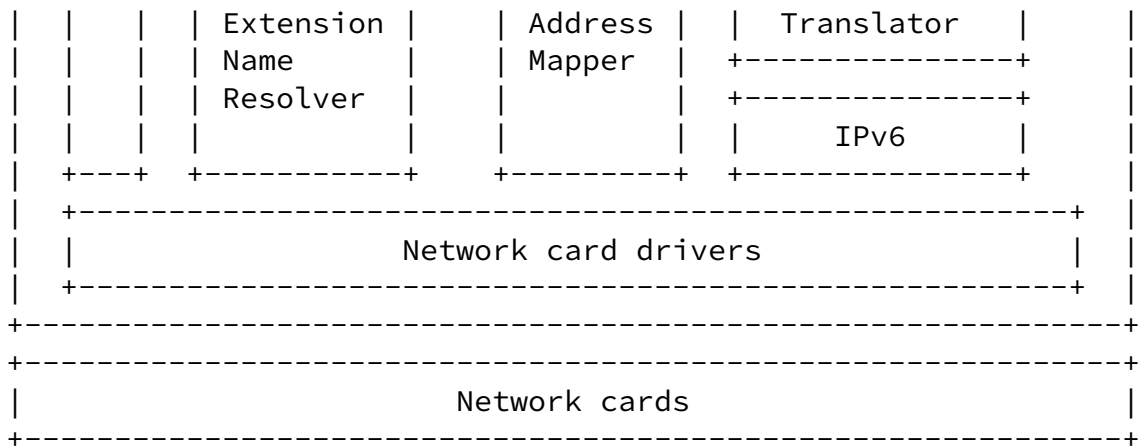 |  |   |  | Extension |    | Address |  |  Translator   |     |
|  |   |  | Name      |    | Mapper  |  +---------------+     |
|  |   |  | Resolver  |    |         |  +---------------+     |
|  |   |  |           |    |         |  |     IPv6      |     |
|  +---+  +-----------+    +---------+  +---------------+     |
|  +-------------------------------------------------------+  |
|  |                  Network card drivers                 |  |
|  +-------------------------------------------------------+  |
+-------------------------------------------------------------+
+-------------------------------------------------------------+
|                        Network cards                        |
+-------------------------------------------------------------+